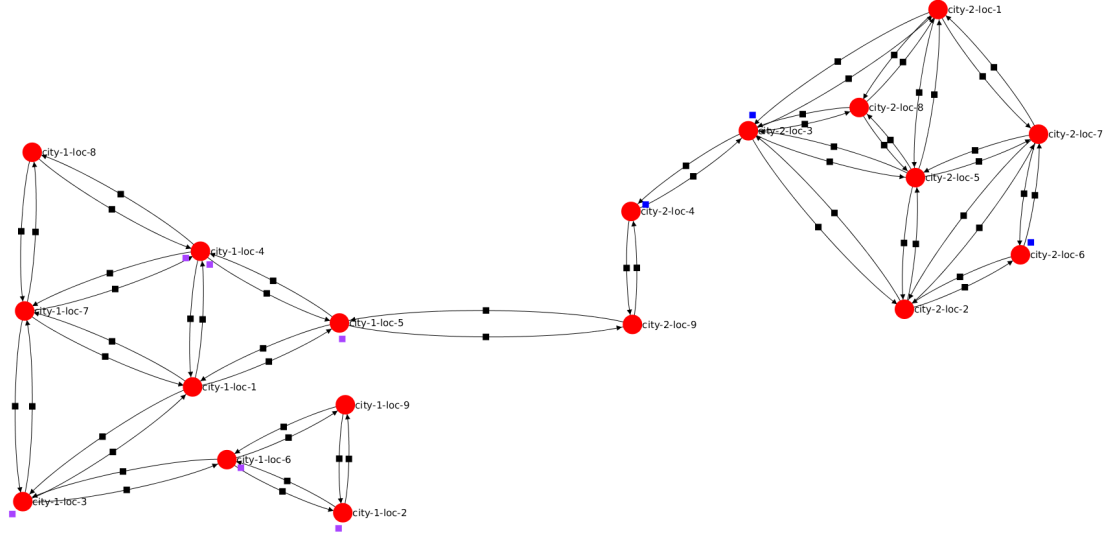 city-2-loc-1
city-2-loc-8
city-2-loc-3
city-2-loc-7
city-1-loc-8
city-2-loc-5
city-2-loc-4
city-1-loc-4
city-2-loc-6
city-1-loc-7
city-2-loc-2
city-1-loc-5
city-2-loc-9
city-1-loc-1
city-1-loc-9
city-1-loc-6
city-1-loc-3
city-1-loc-2